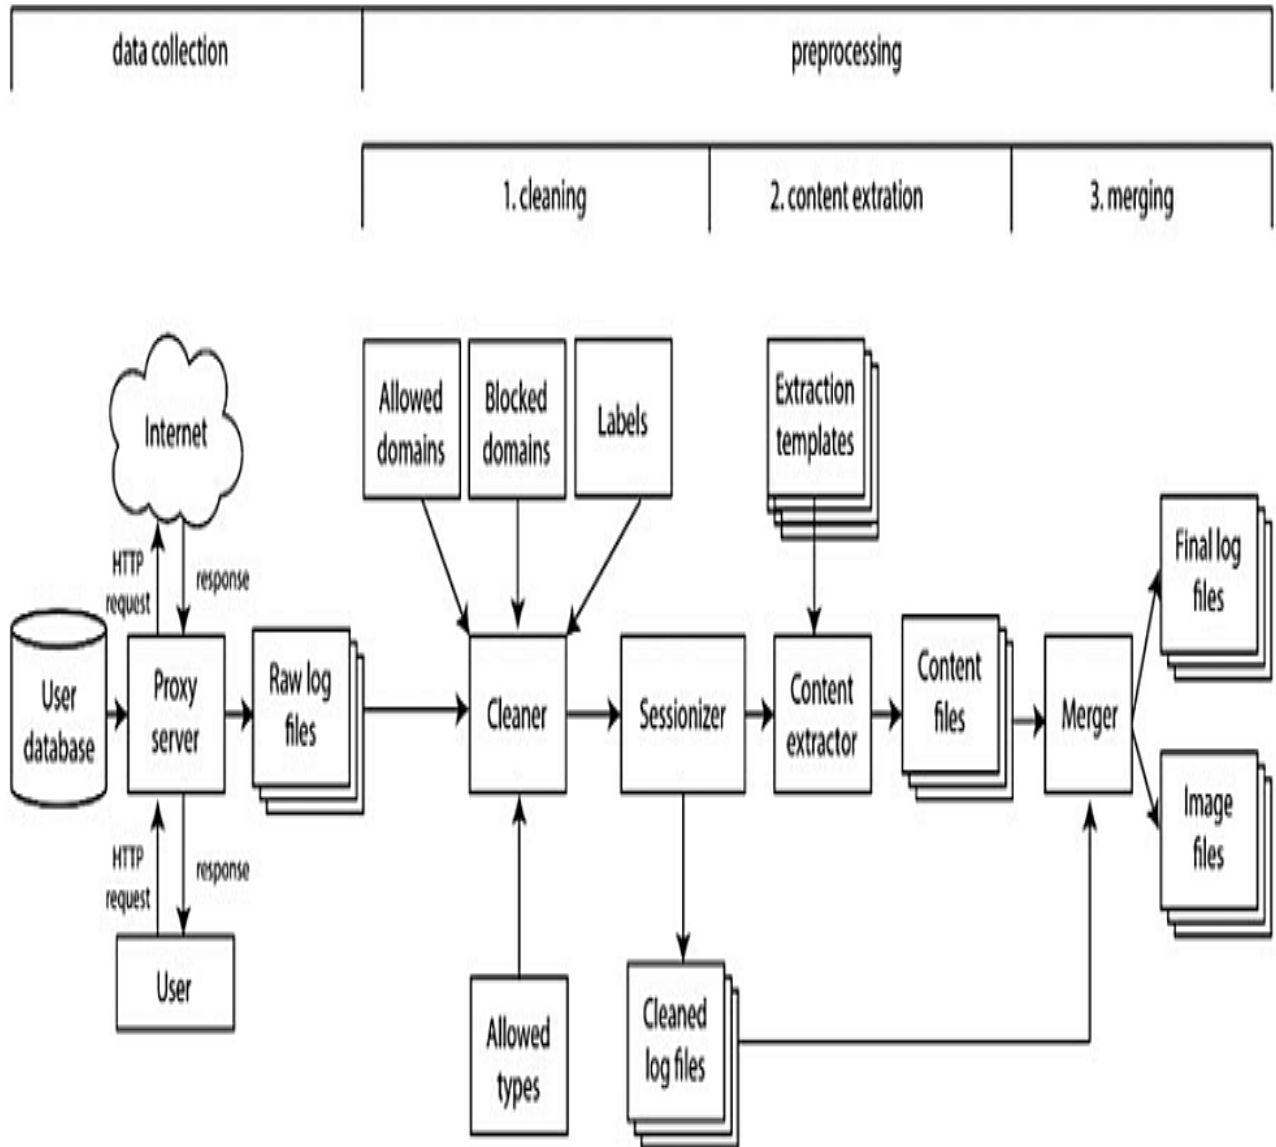 data collection
preprocessing
1. cleaning
2. content extration
3. merging
Internet
HTTP
request
response
User
database
Proxy
server
Raw log
files
HTTP
request
response
User
Allowed
domains
Blocked
domains
Labels
Cleaner
Sessionizer
Allowed
types
Cleaned
log files
Extraction
templates
Content
extractor
Content
files
Merger
Final log
files
Image
files